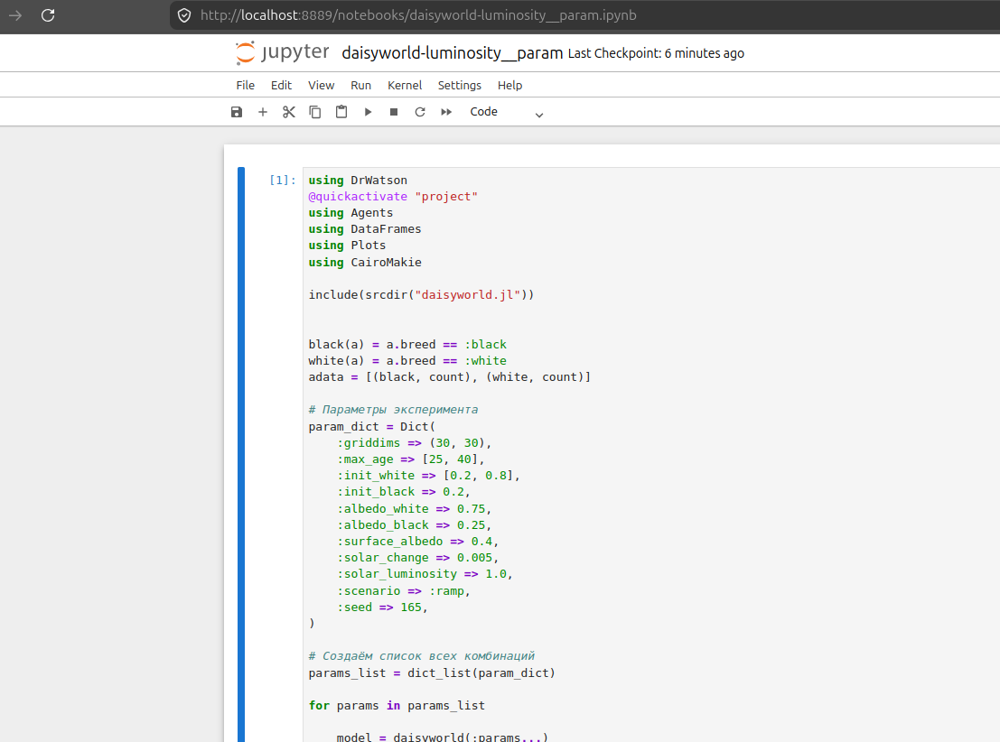 http://localhost:8889/notebooks/daisyworld-luminosity__param.ipynb
jupyter daisyworld-luminosity__param Last Checkpoint: 6 minutes ago
File Edit View Run Kernel Settings Help
Code
[1]: using DrWatson
@quickactivate "project"
using Agents
using DataFrames
using Plots
using CairoMakie
include(srcdir("daisyworld.jl"))
black(a) = a.breed == :black
white(a) = a.breed == :white
adata = [(black, count), (white, count)]
# Параметры эксперимента
param_dict = Dict(
    :griddims => (30, 30),
    :max_age => [25, 40],
    :init_white => [0.2, 0.8],
    :init_black => 0.2,
    :albedo_white => 0.75,
    :albedo_black => 0.25,
    :surface_albedo => 0.4,
    :solar_change => 0.005,
    :solar_luminosity => 1.0,
    :scenario => :ramp,
    :seed => 165,
)
# Создаём список всех комбинаций
params_list = dict_list(param_dict)
for params in params_list
    model = daisyworld(;params...)